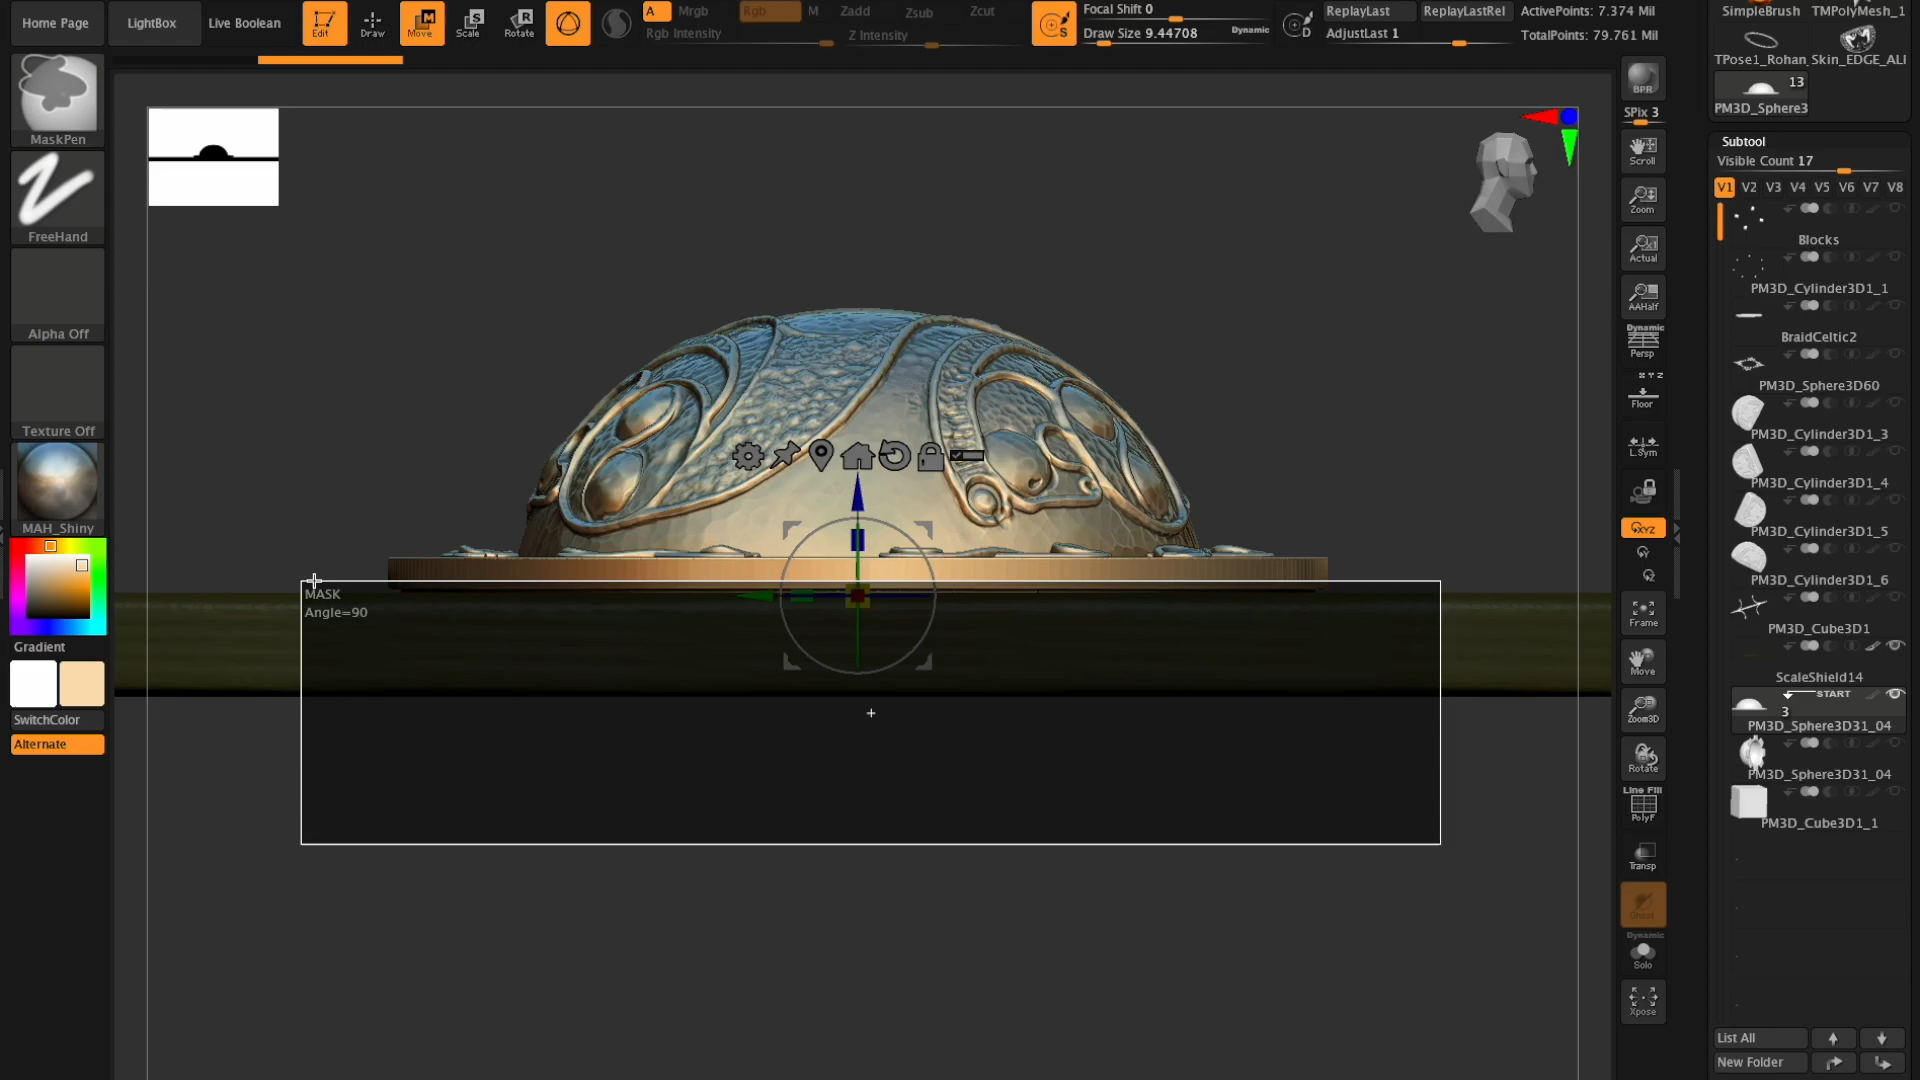 Home Page
LightBox
Live Boolean
Edit
Draw
Move
Scale
Rotate
A
Mrgb
Rgb
M
Zadd
Zsub
Zcut
Rgb Intensity
Z Intensity
Focal Shift 0
Draw Size 9.44708
Dynamic
ReplayLast
ReplayLastRel
AdjustLast 1
ActivePoints: 7.374 Mil
TotalPoints: 79.761 Mil
SimpleBrush
TMPolyMesh_1
TPose1_Rohan_Skin_EDGE_ALI
13
PM3D_Sphere3
MaskPen
FreeHand
Alpha Off
Texture Off
MAH_Shiny
Gradient
SwitchColor
Alternate
MASK
Angle=90
BPR
SPix 3
Scroll
Zoom
Actual
AAHalf
Dynamic
Persp
X Y Z
Floor
L.Sym
XYZ
Frame
Move
Zoom3D
Rotate
Line Fill
PolyF
Transp
Ghost
Dynamic
Solo
Xpose
Subtool
Visible Count 17
V1 V2 V3 V4 V5 V6 V7 V8
Blocks
PM3D_Cylinder3D1_1
BraidCeltic2
PM3D_Sphere3D60
PM3D_Cylinder3D1_3
PM3D_Cylinder3D1_4
PM3D_Cylinder3D1_5
PM3D_Cylinder3D1_6
PM3D_Cube3D1
ScaleShield14
START
3
PM3D_Sphere3D31_04
PM3D_Sphere3D31_04
PM3D_Cube3D1_1
List All
New Folder